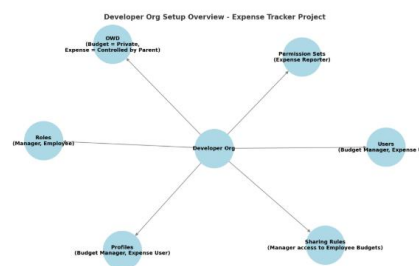 Developer Org Setup Overview - Expense Tracker Project
OWD
(Budget = Private,
Expense = Controlled by Parent)
Permission Sets
(Expense Reporter)
Roles
(Manager, Employee)
Developer Org
Users
(Budget Manager, Expense
Profiles
(Budget Manager, Expense User)
Sharing Rules
(Manager access to Employee Budgets)